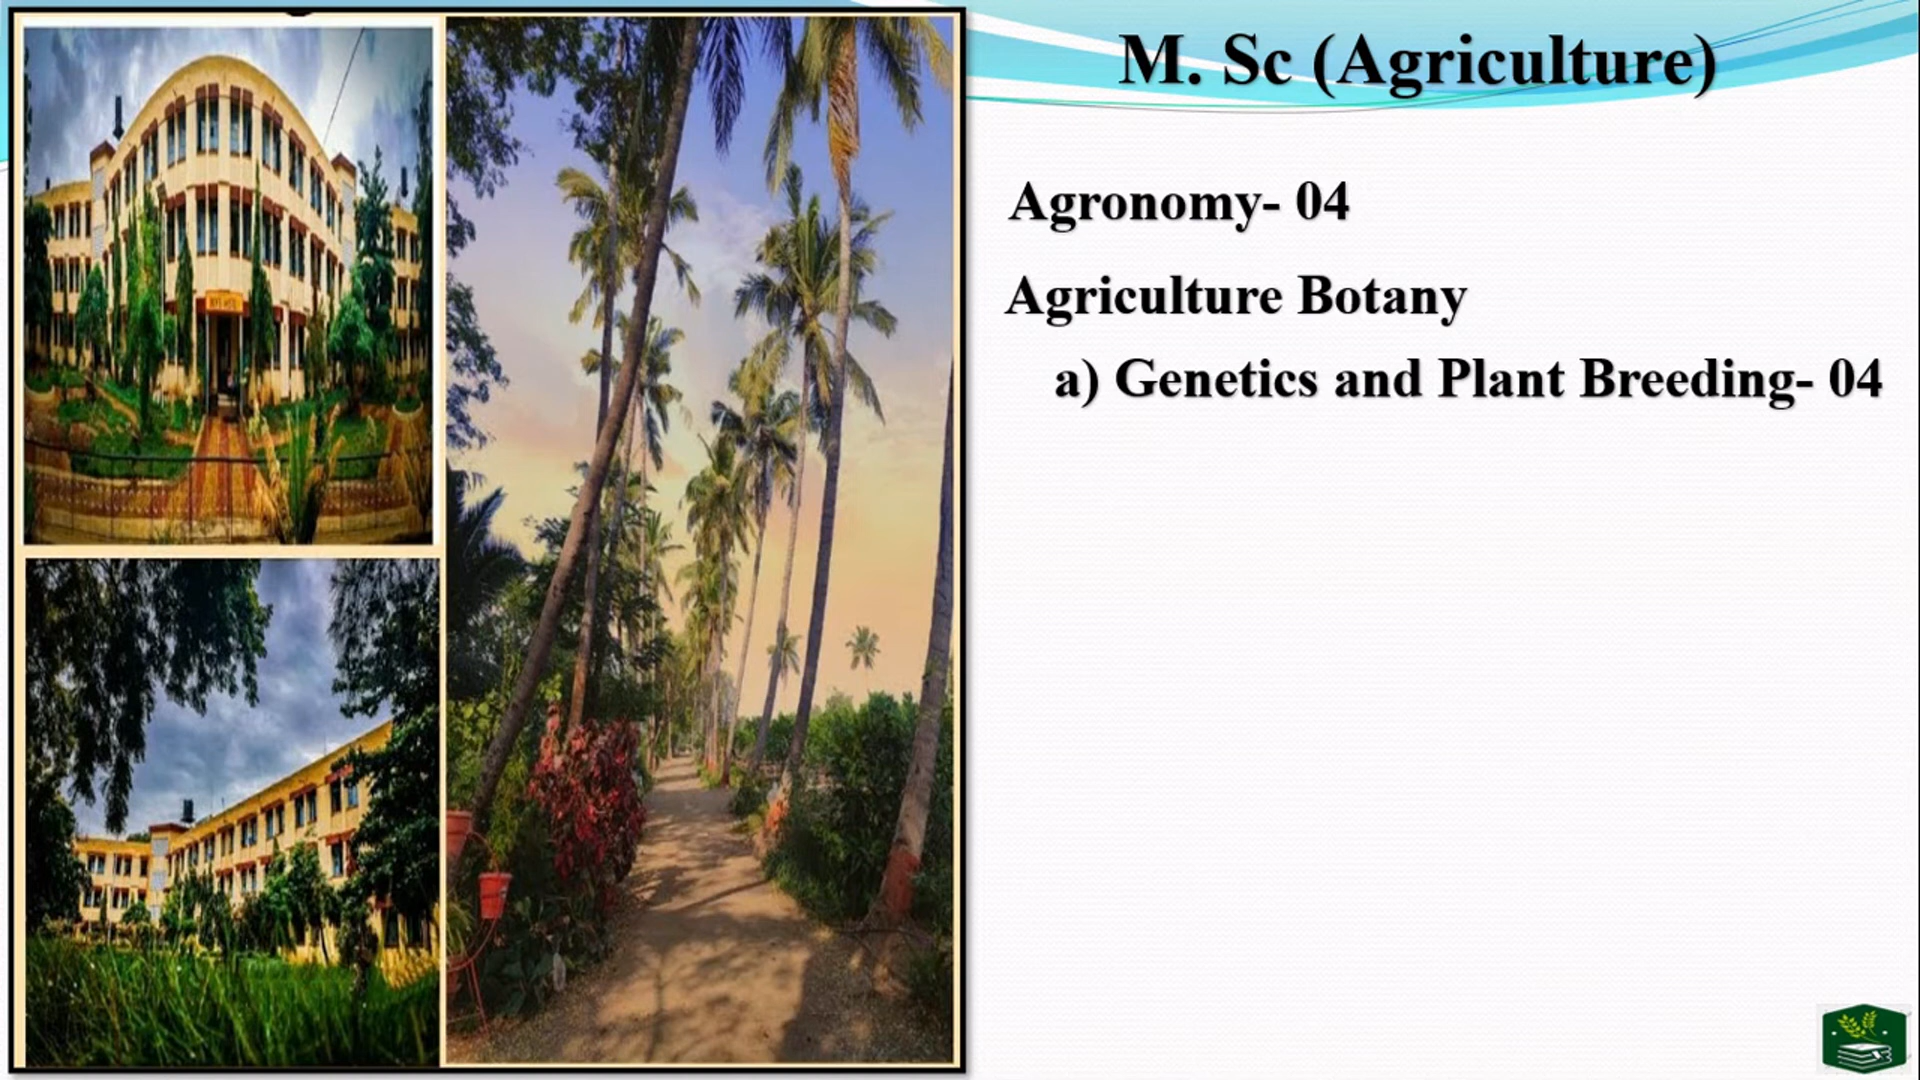 M. Sc (Agriculture)
Agronomy- 04
Agriculture Botany
a) Genetics and Plant Breeding- 04